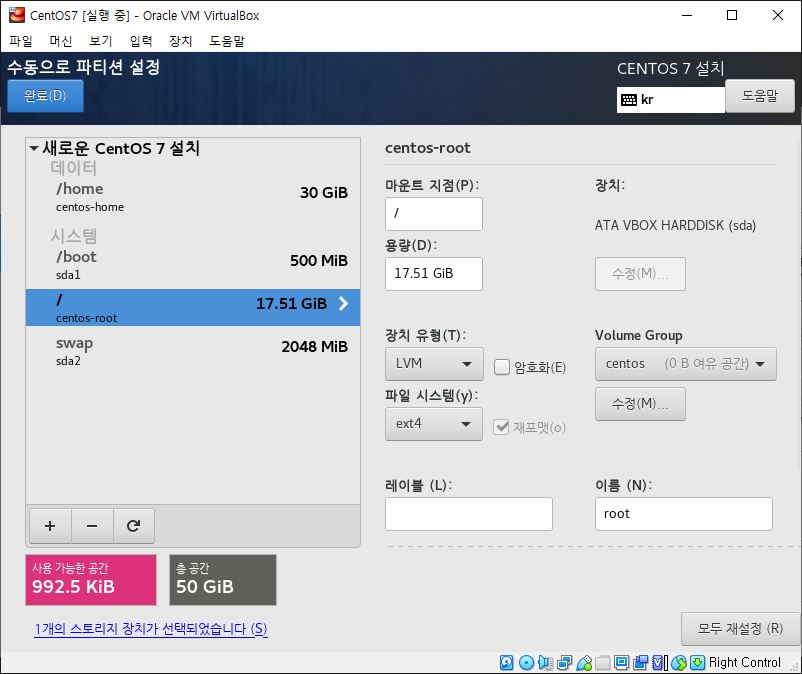 CentOS7 [실행 중] - Oracle VM VirtualBox
파일 머신 보기 입력 장치 도움말
수동으로 파티션 설정
완료(D)
CENTOS 7 설치
kr
도움말
새로운 CentOS 7 설치
데이터
/home
30 GiB
centos-home
시스템
/boot
500 MiB
sda1
/
17.51 GiB
centos-root
swap
2048 MiB
sda2
사용 가능한 공간
992.5 KiB
총 공간
50 GiB
1개의 스토리지 장치가 선택되었습니다 (S)
centos-root
마운트 지점(P):
/
용량(D):
17.51 GiB
장치:
ATA VBOX HARDDISK (sda)
수정(M)...
장치 유형(T):
LVM
암호화(E)
파일 시스템(y):
ext4
재포맷(o)
Volume Group
centos (0 B 여유 공간)
수정(M)...
레이블 (L):
이름 (N):
root
모두 재설정 (R)
Right Control